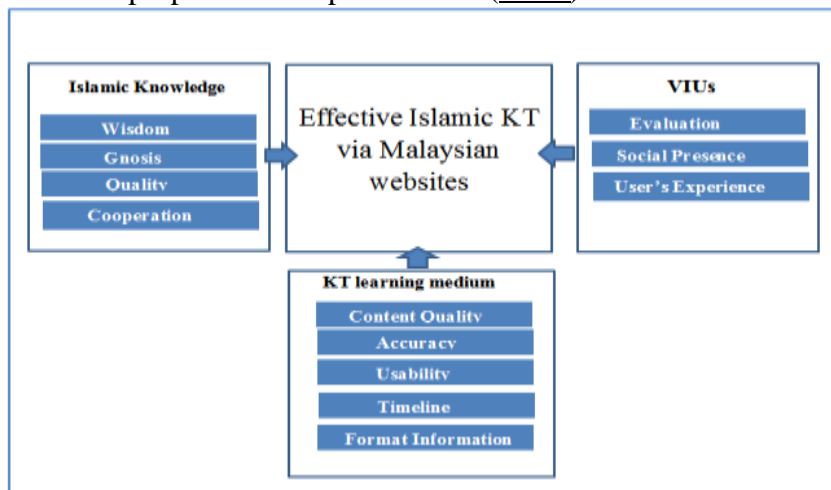 Islamic Knowledge
Wisdom
Gnosis
Quality
Cooperation
Effective Islamic KT
via Malaysian
websites
VIUs
Evaluation
Social Presence
User's Experience
KT learning medium
Content Quality
Accuracy
Usability
Timeline
Format Information